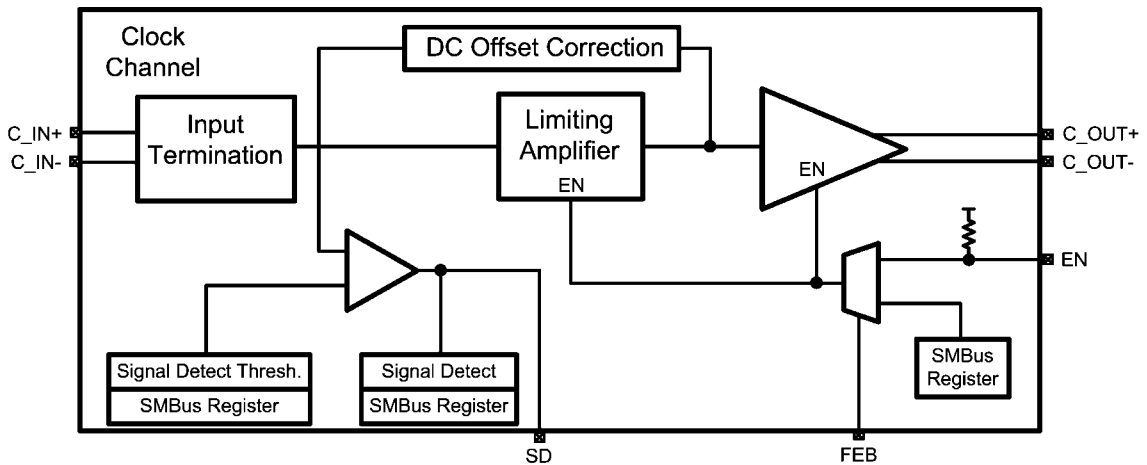 Clock
Channel
DC Offset Correction
Input
Termination
Limiting
Amplifier
EN
EN
C_IN+
C_IN-
C_OUT+
C_OUT-
EN
Signal Detect Thresh.
SMBus Register
Signal Detect
SMBus Register
SMBus
Register
SD
FEB